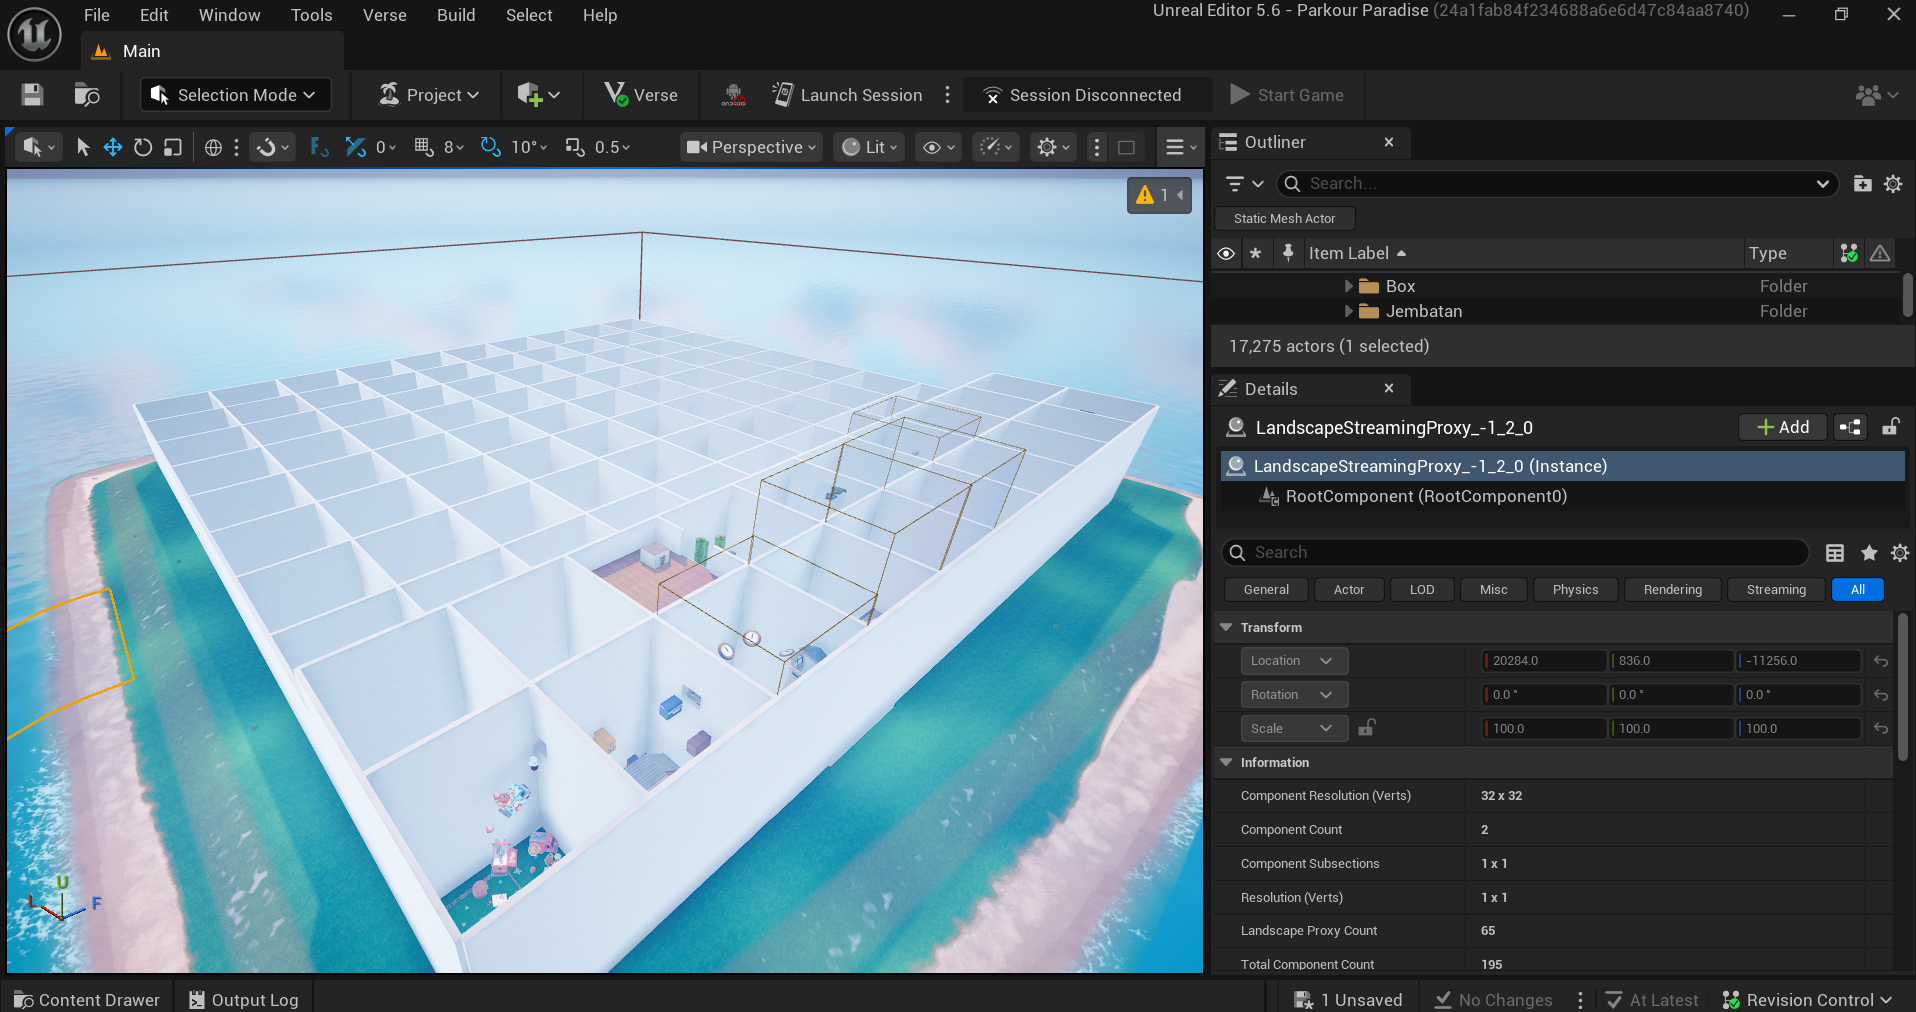 File Edit Window Tools Verse Build Select Help
Unreal Editor 5.6 - Parkour Paradise (24a1fab84f234688a6e6d47c84aa8740)
Main
Selection Mode
Project
Verse
Launch Session
Session Disconnected
Start Game
0 8 10° 0.5
Perspective
Lit
1
U
L
F
Outliner
Search...
Static Mesh Actor
Item Label Type
Box Folder
Jembatan Folder
17,275 actors (1 selected)
Details
LandscapeStreamingProxy_-1_2_0
Add
LandscapeStreamingProxy_-1_2_0 (Instance)
RootComponent (RootComponent0)
Search
General Actor LOD Misc Physics Rendering Streaming All
Transform
Location 20284.0 836.0 -11256.0
Rotation 0.0 ° 0.0 ° 0.0 °
Scale 100.0 100.0 100.0
Information
Component Resolution (Verts) 32 x 32
Component Count 2
Component Subsections 1 x 1
Resolution (Verts) 1 x 1
Landscape Proxy Count 65
Total Component Count 195
Content Drawer Output Log 1 Unsaved No Changes At Latest Revision Control